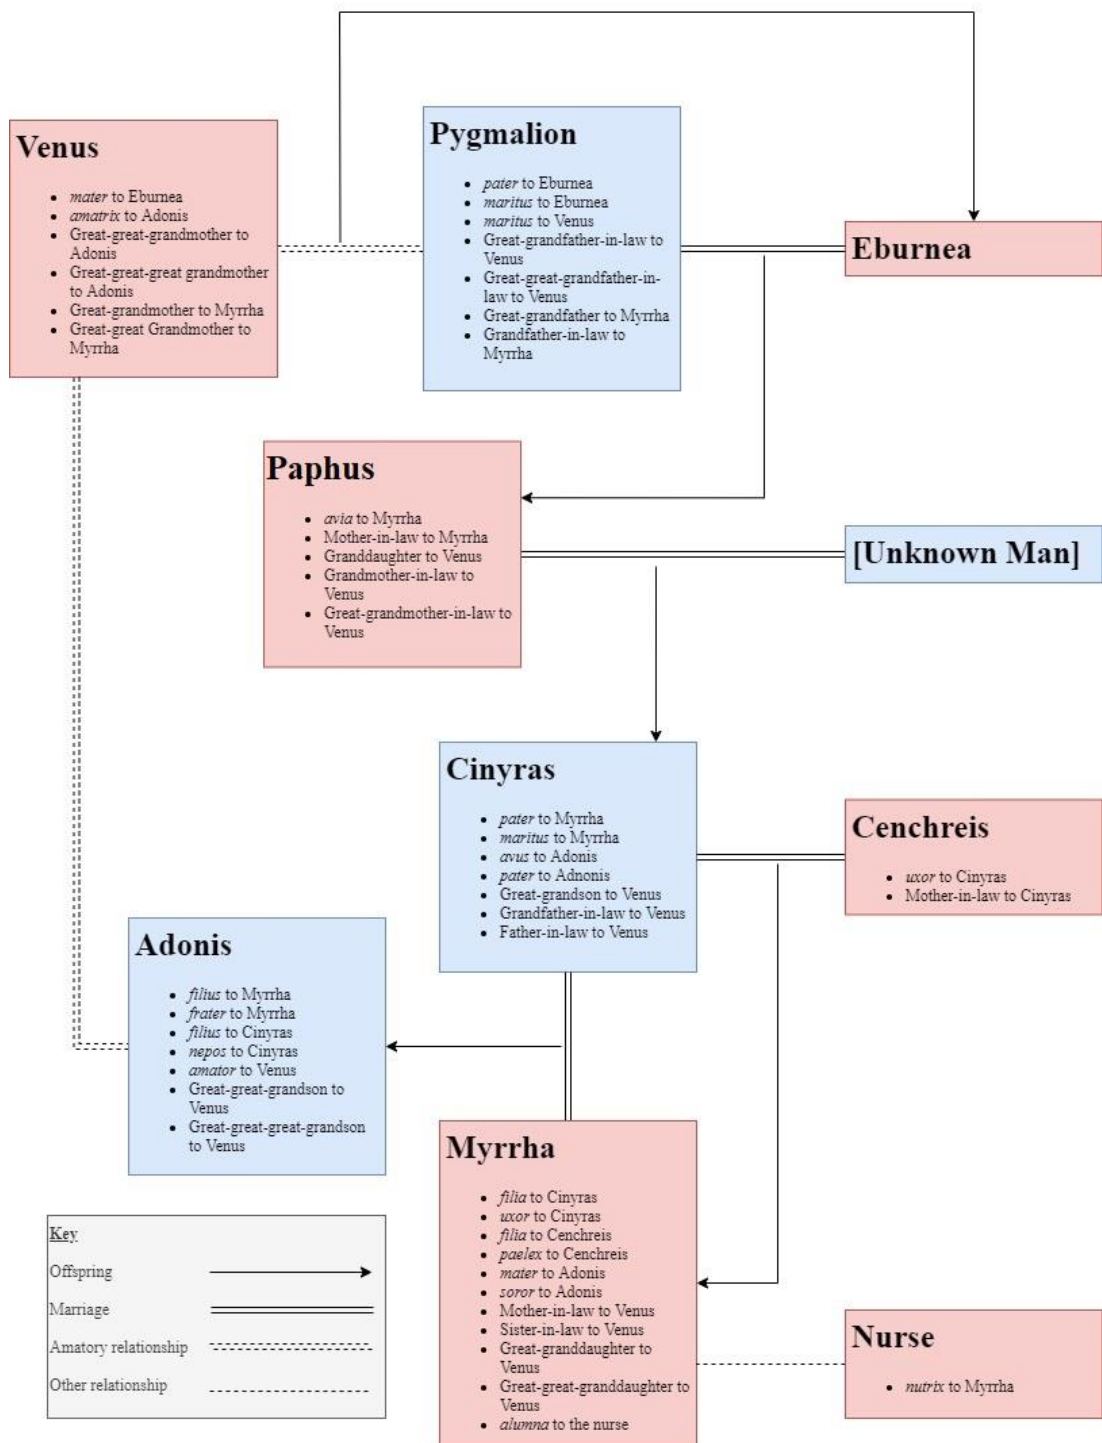 Venus
• mater to Eburnea
• amatrix to Adonis
• Great-great-grandmother to
Adonis
• Great-great-great grandmother
to Adonis
• Great-grandmother to Myrrha
• Great-great Grandmother to
Myrrha
Pygmalion
• pater to Eburnea
• maritus to Eburnea
• maritus to Venus
• Great-grandfather-in-law to
Venus
• Great-great-grandfather-in-
law to Venus
• Great-grandfather to Myrrha
• Grandfather-in-law to
Myrrha
Eburnea
Paphus
• avia to Myrrha
• Mother-in-law to Myrrha
• Granddaughter to Venus
• Grandmother-in-law to
Venus
• Great-grandmother-in-law to
Venus
[Unknown Man]
Cinyras
• pater to Myrrha
• maritus to Myrrha
• avus to Adonis
• pater to Adnonis
• Great-grandson to Venus
• Grandfather-in-law to Venus
• Father-in-law to Venus
Cenchreis
• uxor to Cinyras
• Mother-in-law to Cinyras
Adonis
• filius to Myrrha
• frater to Myrrha
• filius to Cinyras
• nepos to Cinyras
• amator to Venus
• Great-great-grandson to
Venus
• Great-great-great-grandson
to Venus
Myrrha
• filia to Cinyras
• uxor to Cinyras
• filia to Cenchreis
• paelex to Cenchreis
• mater to Adonis
• soror to Adonis
• Mother-in-law to Venus
• Sister-in-law to Venus
• Great-granddaughter to
Venus
• Great-great-granddaughter to
Venus
• alumna to the nurse
Nurse
• nutrix to Myrrha
Key
Offspring
Marriage
Amatory relationship
Other relationship